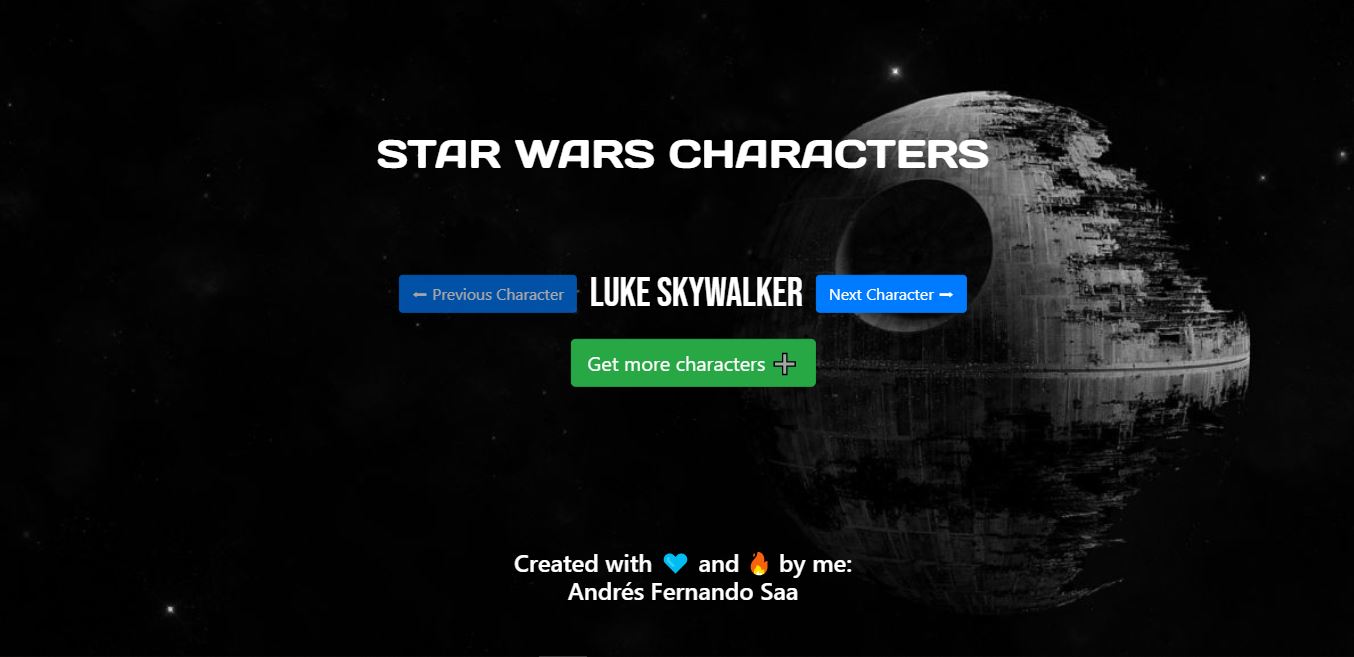 STAR WARS CHARACTERS
⬅ Previous Character LUKE SKYWALKER Next Character ➡
Get more characters ➕
Created with 💙 and 🔥 by me:
Andrés Fernando Saa